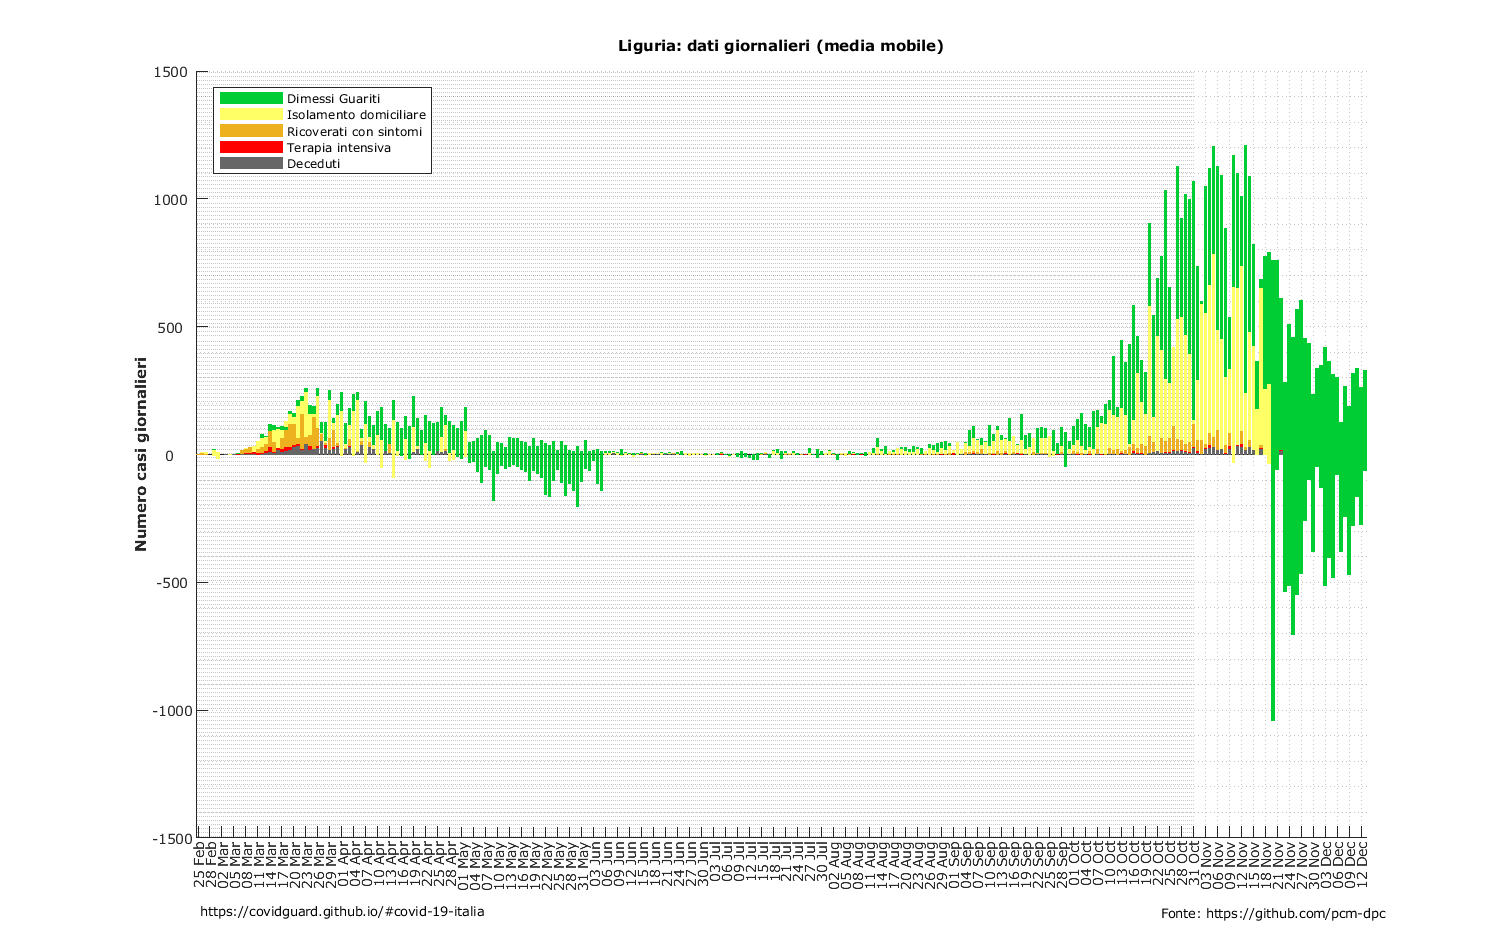 Liguria: dati giornalieri (media mobile)
1500
1000
500
0
-500
-1000
-1500
Numero casi giornalieri
Dimessi Guariti
Isolamento domiciliare
Ricoverati con sintomi
Terapia intensiva
Deceduti
25 Feb
28 Feb
02 Mar
05 Mar
08 Mar
11 Mar
14 Mar
17 Mar
20 Mar
23 Mar
26 Mar
29 Mar
01 Apr
04 Apr
07 Apr
10 Apr
13 Apr
16 Apr
19 Apr
22 Apr
25 Apr
28 Apr
01 May
04 May
07 May
10 May
13 May
16 May
19 May
22 May
25 May
28 May
31 May
03 Jun
06 Jun
09 Jun
12 Jun
15 Jun
18 Jun
21 Jun
24 Jun
27 Jun
30 Jun
03 Jul
06 Jul
09 Jul
12 Jul
15 Jul
18 Jul
21 Jul
24 Jul
27 Jul
30 Jul
02 Aug
05 Aug
08 Aug
11 Aug
14 Aug
17 Aug
20 Aug
23 Aug
26 Aug
29 Aug
01 Sep
04 Sep
07 Sep
10 Sep
13 Sep
16 Sep
19 Sep
22 Sep
25 Sep
28 Sep
01 Oct
04 Oct
07 Oct
10 Oct
13 Oct
16 Oct
19 Oct
22 Oct
25 Oct
28 Oct
31 Oct
03 Nov
06 Nov
09 Nov
12 Nov
15 Nov
18 Nov
21 Nov
24 Nov
27 Nov
30 Nov
03 Dec
06 Dec
09 Dec
12 Dec
https://covidguard.github.io/#covid-19-italia
Fonte: https://github.com/pcm-dpc